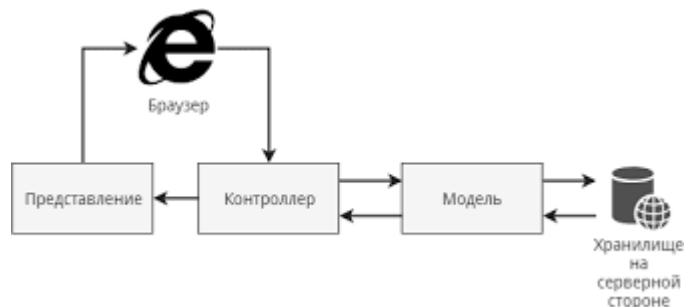 Браузер
Представление
Контроллер
Модель
Хранилище
на
серверной
стороне